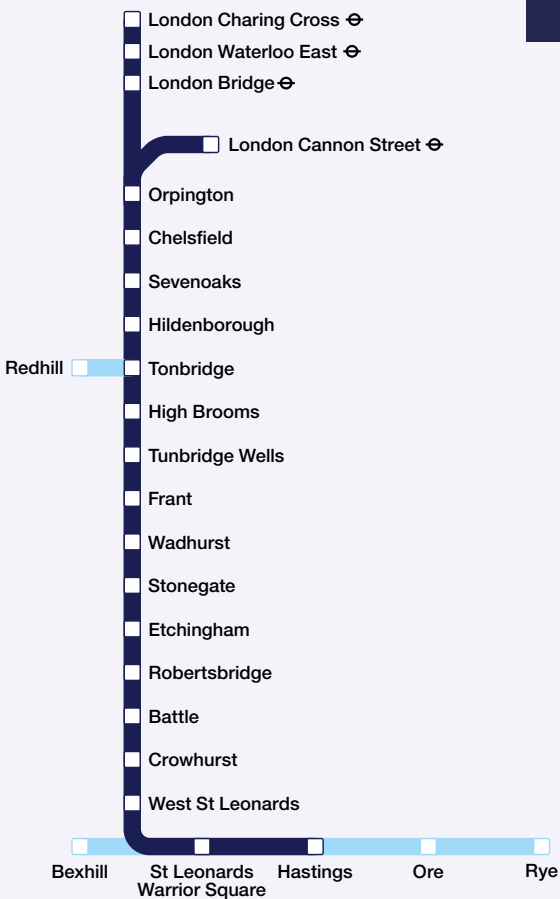 London Charing Cross
London Waterloo East
London Bridge
London Cannon Street
Orpington
Chelsfield
Sevenoaks
Hildenborough
Redhill
Tonbridge
High Brooms
Tunbridge Wells
Frant
Wadhurst
Stonegate
Etchingham
Robertsbridge
Battle
Crowhurst
West St Leonards
Bexhill
St Leonards
Warrior Square
Hastings
Ore
Rye